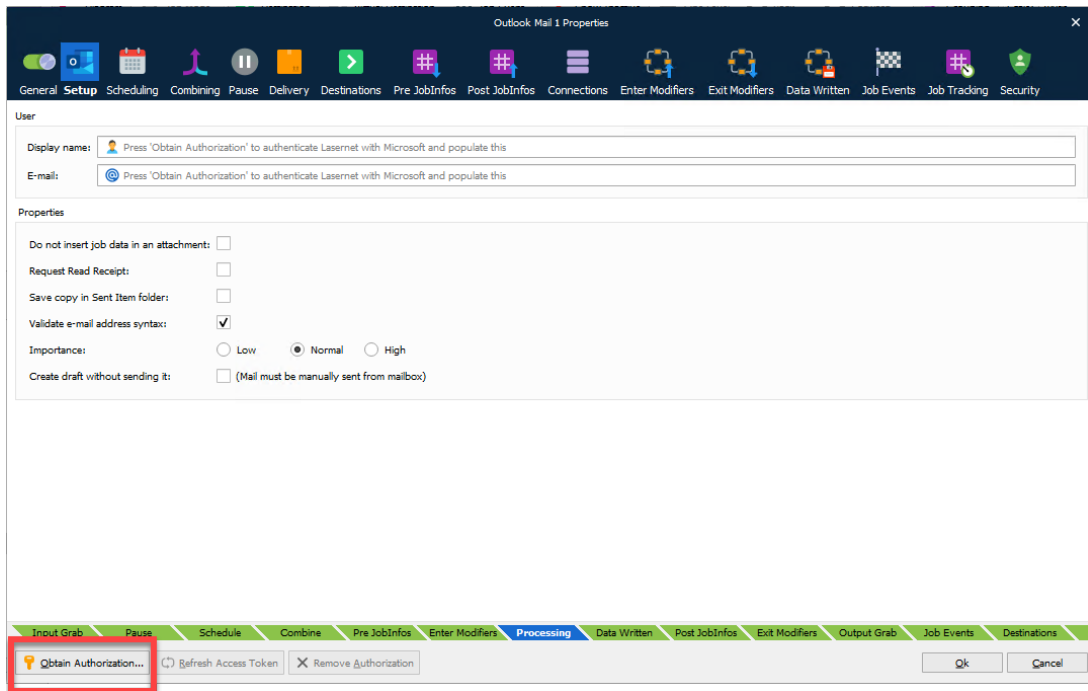 Outlook Mail 1 Properties
General Setup Scheduling Combining Pause Delivery Destinations Pre JobInfos Post JobInfos Connections Enter Modifiers Exit Modifiers Data Written Job Events Job Tracking Security
User
Display name: Press 'Obtain Authorization' to authenticate Lasernet with Microsoft and populate this
E-mail: Press 'Obtain Authorization' to authenticate Lasernet with Microsoft and populate this
Properties
Do not insert job data in an attachment:
Request Read Receipt:
Save copy in Sent Item folder:
Validate e-mail address syntax:
Importance: Low Normal High
Create draft without sending it: (Mail must be manually sent from mailbox)
Input Grab Pause Schedule Combine Pre JobInfos Enter Modifiers Processing Data Written Post JobInfos Exit Modifiers Output Grab Job Events Destinations
Obtain Authorization... Refresh Access Token Remove Authorization Ok Cancel